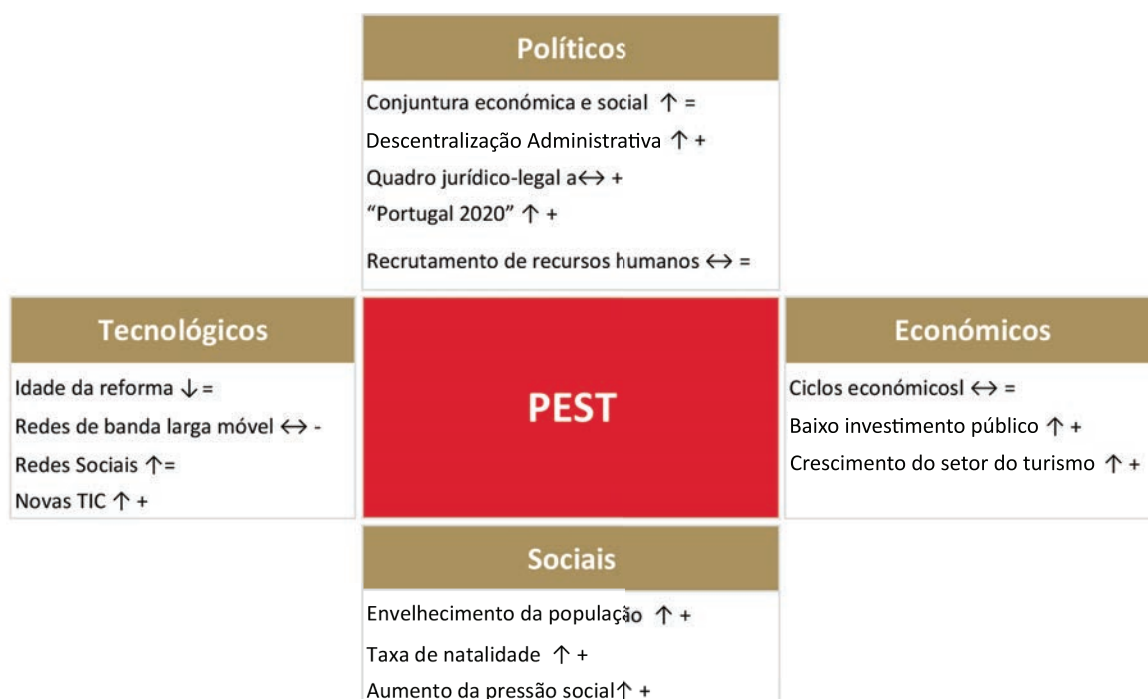 Políticos
Conjuntura económica e social ↑ =
Descentralização Administrativa ↑ +
Quadro jurídico-legal a↔ +
“Portugal 2020” ↑ +
Recrutamento de recursos humanos ↔ =
Tecnológicos
Idade da reforma ↓ =
Redes de banda larga móvel ↔ -
Redes Sociais ↑=
Novas TIC ↑ +
PEST
Económicos
Ciclos económicosl ↔ =
Baixo investimento público ↑ +
Crescimento do setor do turismo ↑ +
Sociais
Envelhecimento da população ↑ +
Taxa de natalidade ↑ +
Aumento da pressão social↑ +